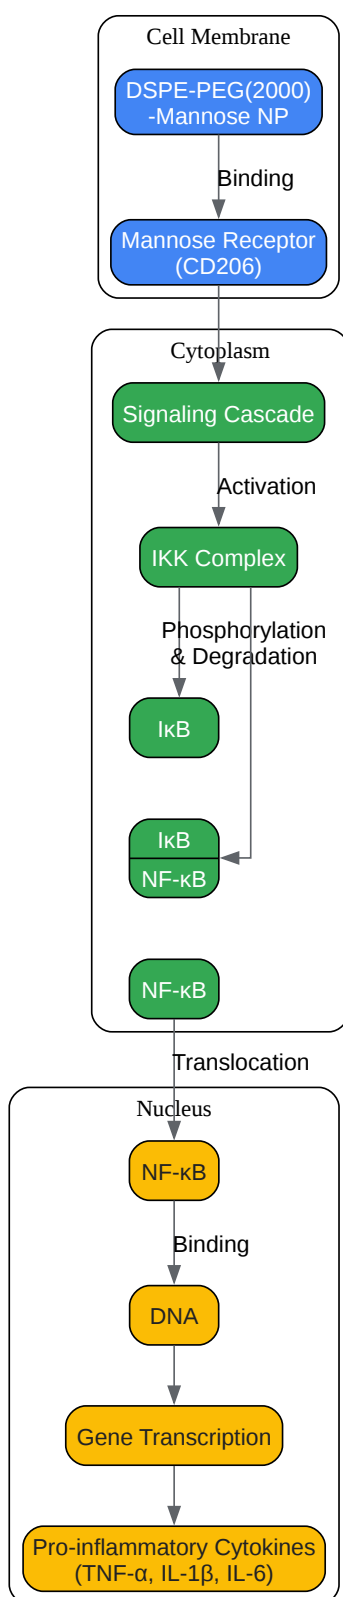 Cell Membrane
DSPE-PEG(2000)
-Mannose NP
Binding
Mannose Receptor
(CD206)
Cytoplasm
Signaling Cascade
Activation
IKK Complex
Phosphorylation
& Degradation
IκB
IκB
NF-κB
NF-κB
Translocation
Nucleus
NF-κB
Binding
DNA
Gene Transcription
Pro-inflammatory Cytokines
(TNF-α, IL-1β, IL-6)